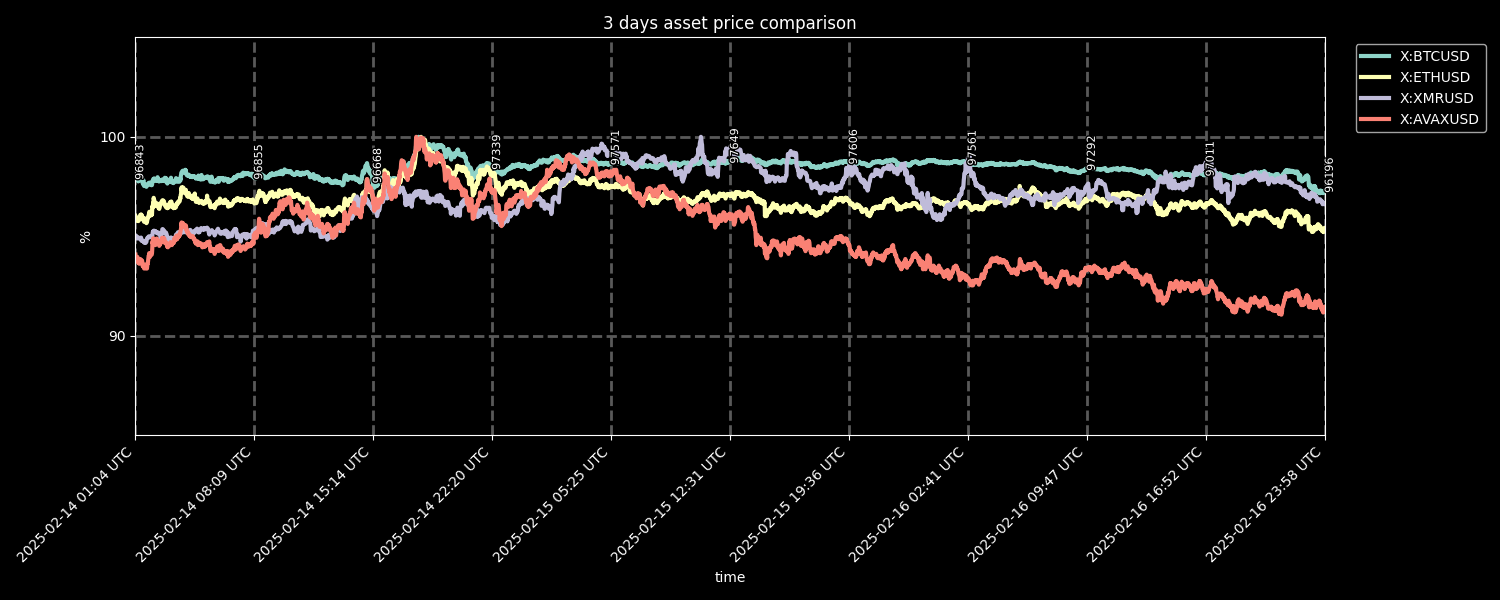 3 days asset price comparison
X:BTCUSD
X:ETHUSD
X:XMRUSD
X:AVAXUSD
%
100
90
96843
96855
96668
97339
97571
97649
97606
97561
97292
97011
96196
2025-02-14 01:04 UTC
2025-02-14 08:09 UTC
2025-02-14 15:14 UTC
2025-02-14 22:20 UTC
2025-02-15 05:25 UTC
2025-02-15 12:31 UTC
2025-02-15 19:36 UTC
2025-02-16 02:41 UTC
2025-02-16 09:47 UTC
2025-02-16 16:52 UTC
2025-02-16 23:58 UTC
time